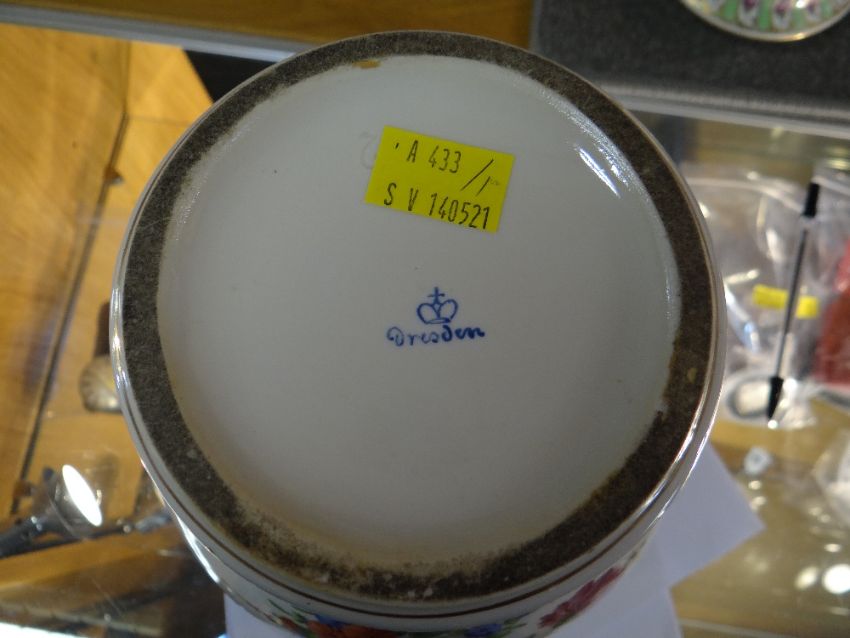 A 433 /
S V 140521
Dresden